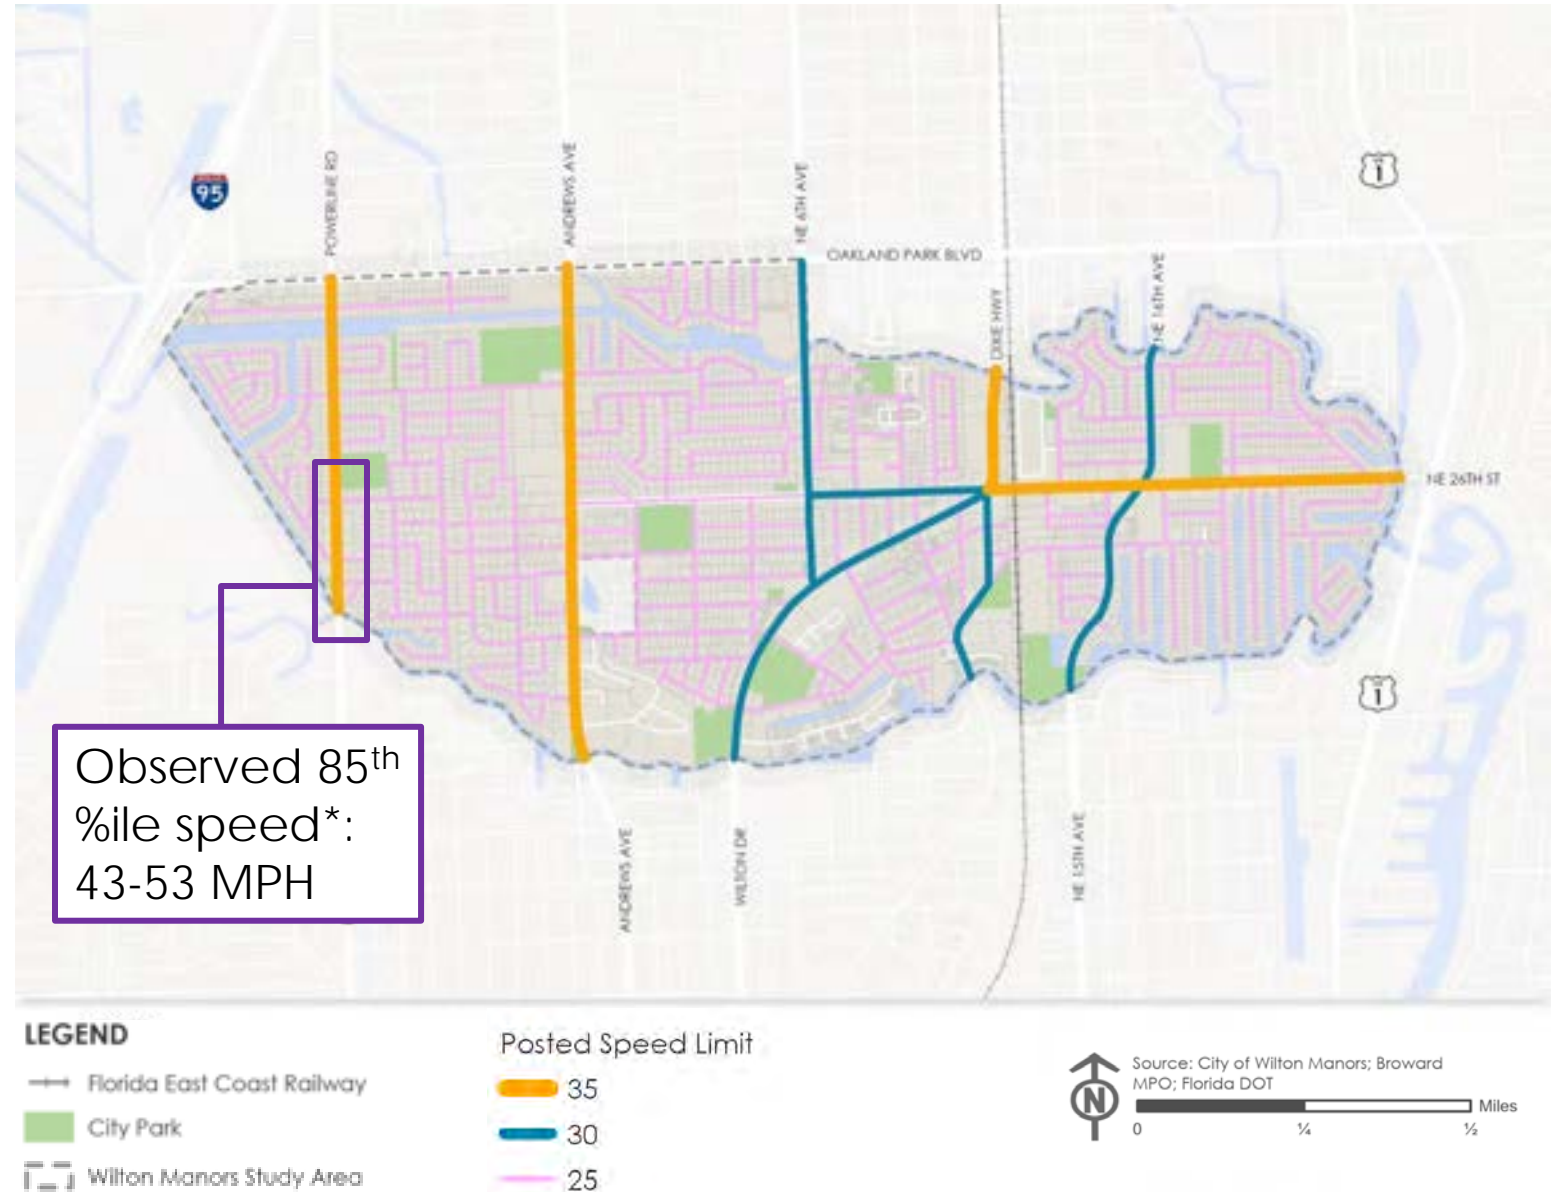 95
POWERLINE RD
ANDREWS AVE
NE 6TH AVE
OAKLAND PARK BLVD
DIXIE HWY
NE 16TH AVE
1
NE 26TH ST
1
Observed 85th
%ile speed*:
43-53 MPH
ANDREWS AVE
WILTON DR
NE 15TH AVE
LEGEND
Florida East Coast Railway
City Park
Wilton Manors Study Area
Posted Speed Limit
35
30
25
N
Source: City of Wilton Manors; Broward
MPO; Florida DOT
Miles
0 ¼ ½